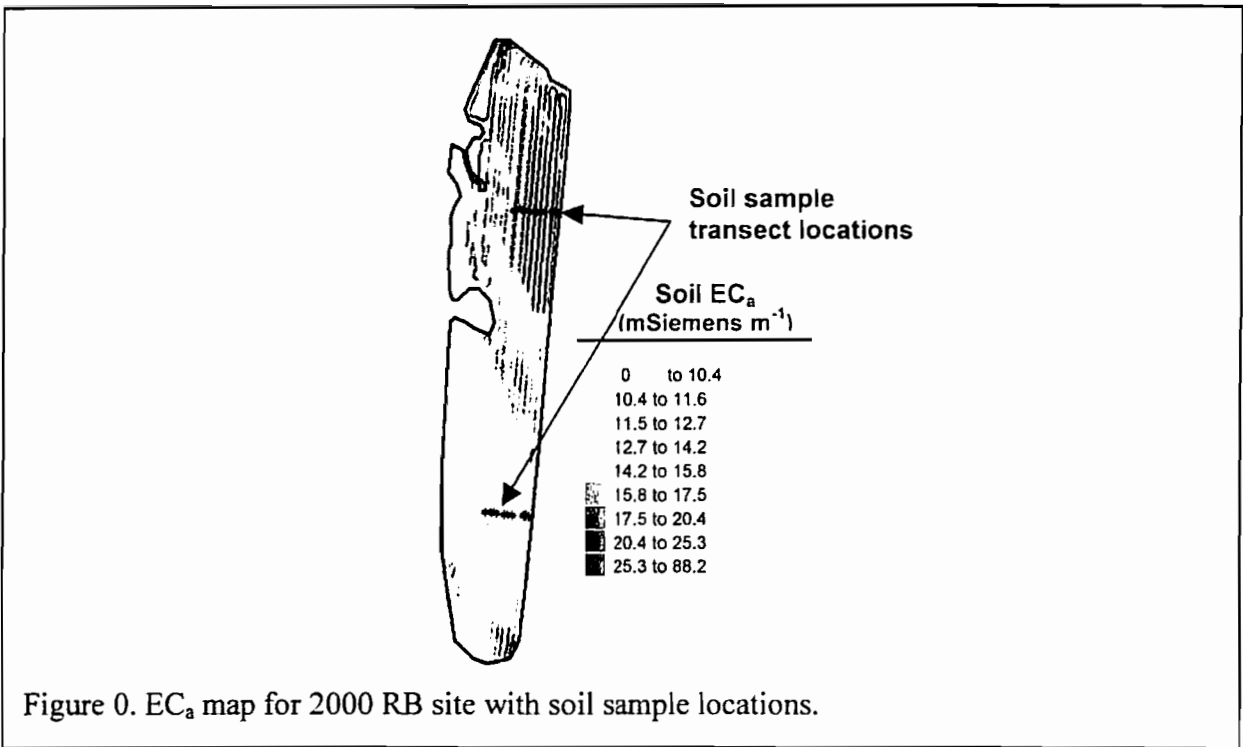 Soil sample
transect locations
Soil ECₐ
(mSiemens m⁻¹)
0 to 10.4
10.4 to 11.6
11.5 to 12.7
12.7 to 14.2
14.2 to 15.8
15.8 to 17.5
17.5 to 20.4
20.4 to 25.3
25.3 to 88.2
Figure 0. ECₐ map for 2000 RB site with soil sample locations.